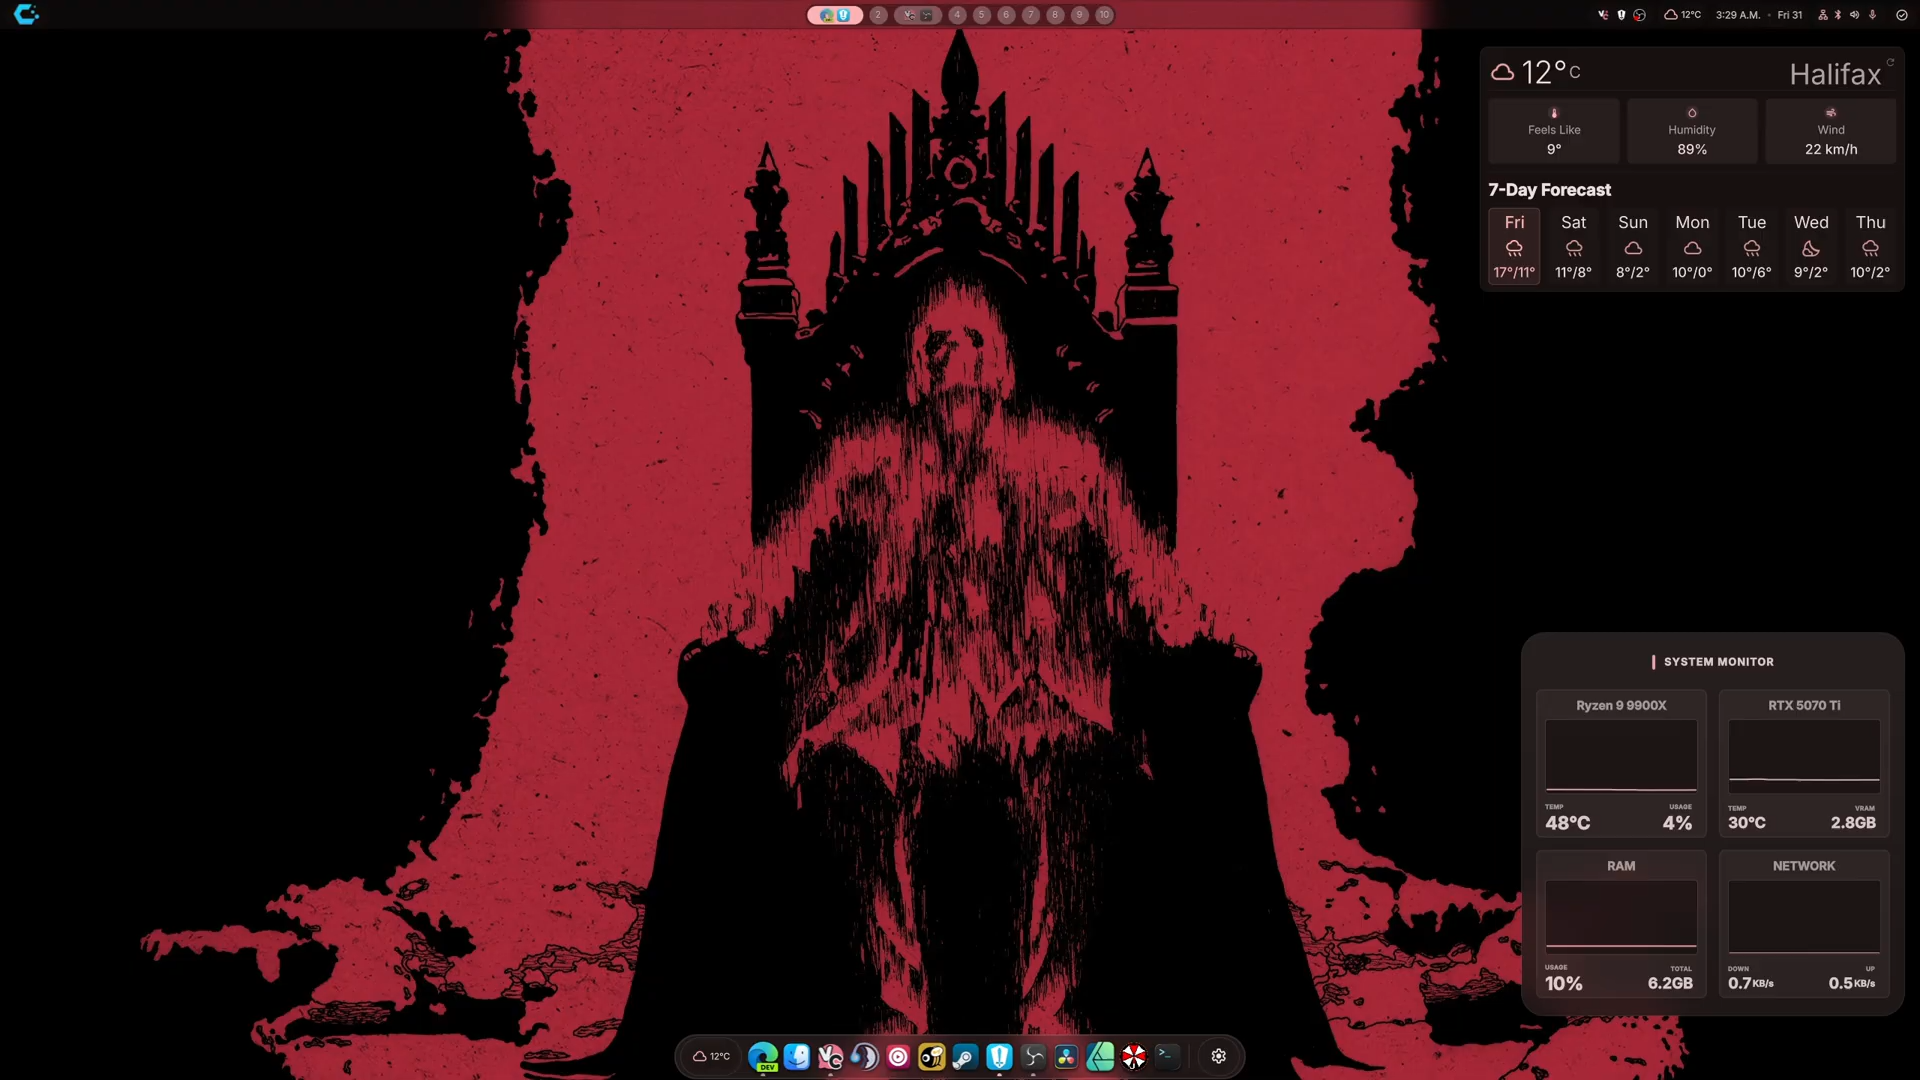 2
4
5
6
7
8
9
10
12°C
3:29 A.M. • Fri 31
12°C
Halifax
Feels Like
9°
Humidity
89%
Wind
22 km/h
7-Day Forecast
Fri
Sat
Sun
Mon
Tue
Wed
Thu
17°/11°
11°/8°
8°/2°
10°/0°
10°/6°
9°/2°
10°/2°
SYSTEM MONITOR
Ryzen 9 9900X
TEMP
USAGE
48°C
4%
RTX 5070 Ti
TEMP
VRAM
30°C
2.8GB
RAM
USAGE
TOTAL
10%
6.2GB
NETWORK
DOWN
UP
0.7KB/s
0.5KB/s
12°C
DEV